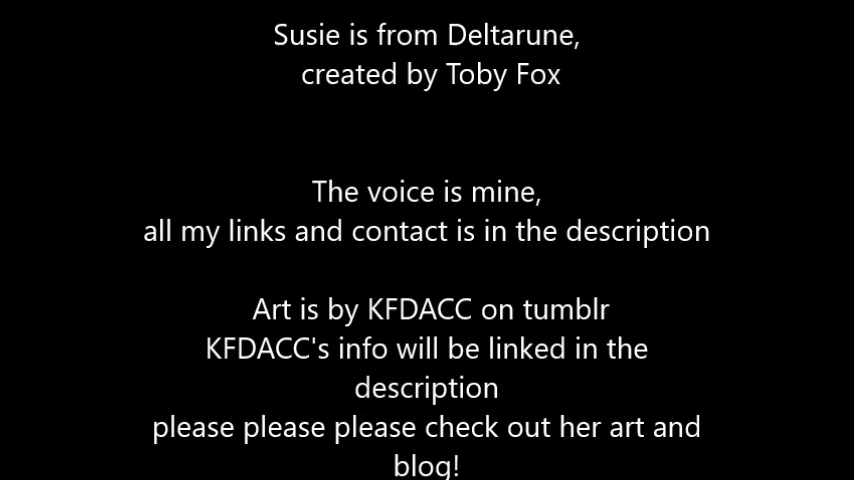 Susie is from Deltarune,
created by Toby Fox
The voice is mine,
all my links and contact is in the description
Art is by KFDACC on tumblr
KFDACC's info will be linked in the
description
please please please check out her art and
blog!